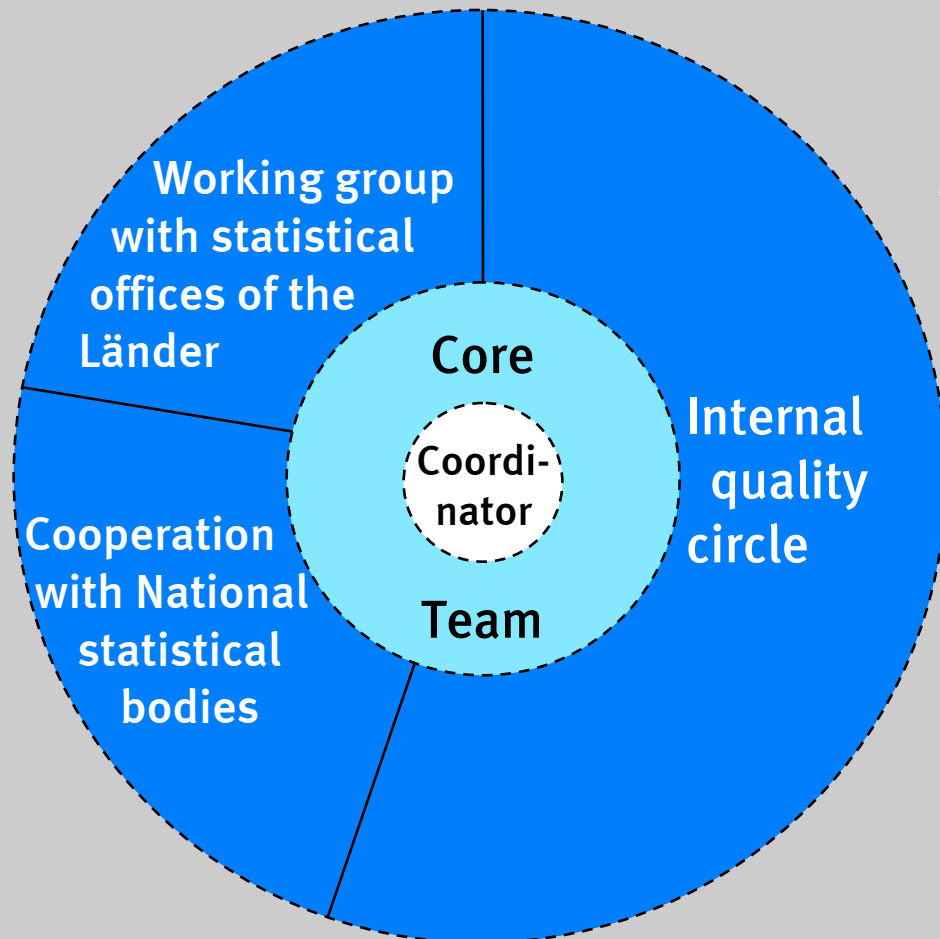 Working group
with statistical
offices of the
Länder
Core
Coordi-
nator
Team
Internal
quality
circle
Cooperation
with National
statistical
bodies